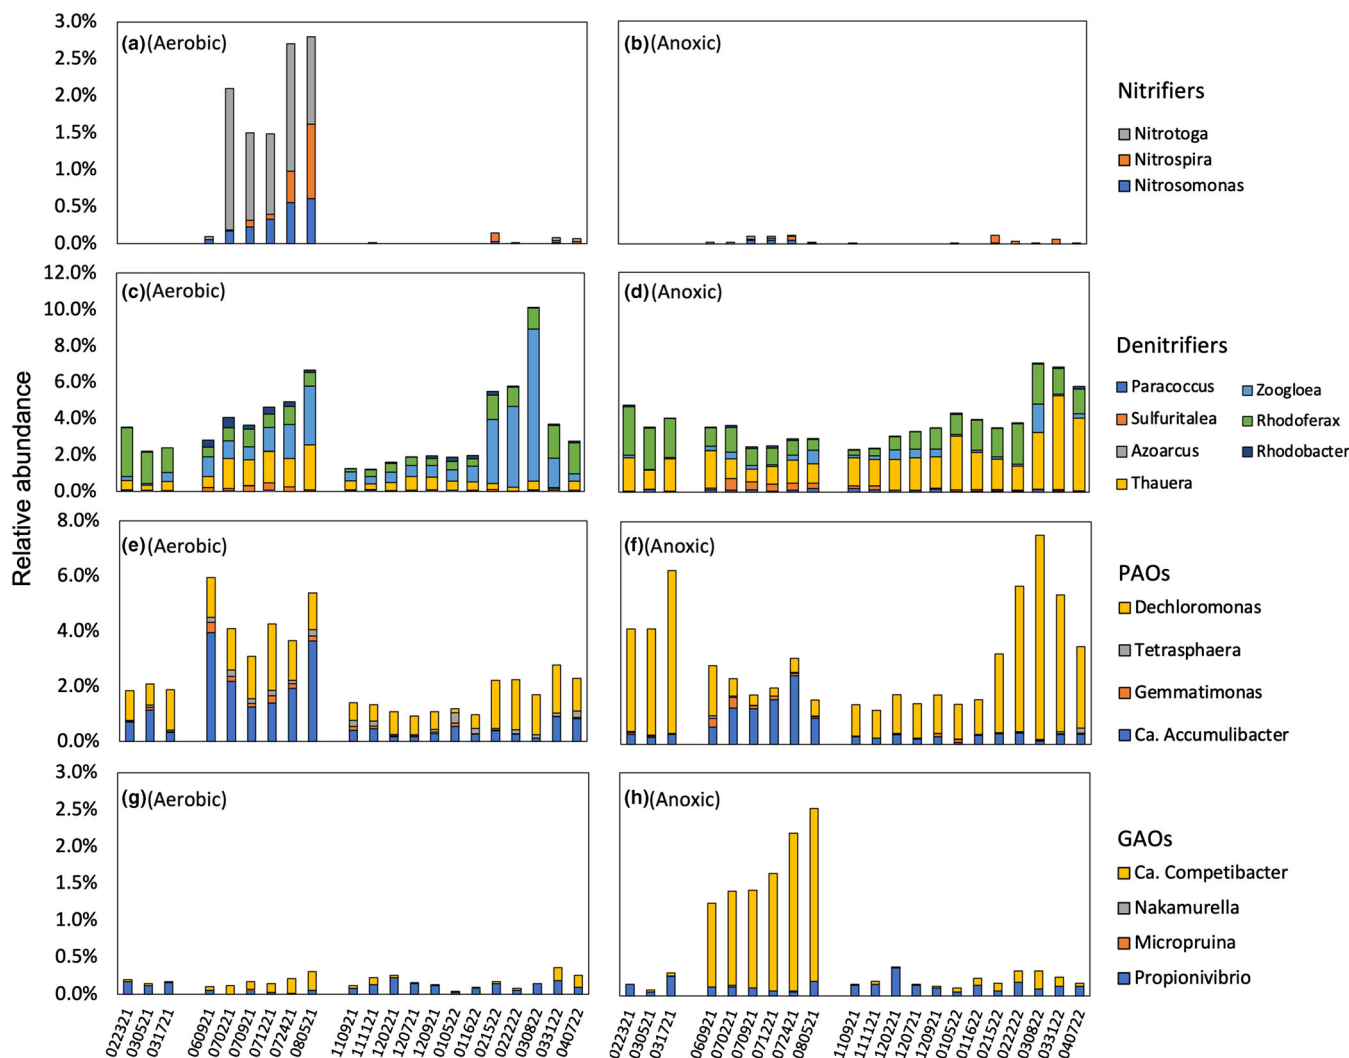 Relative abundance
3.0%
2.5%
2.0%
1.5%
1.0%
0.5%
0.0%
(a)(Aerobic)
(b)(Anoxic)
Nitrifiers
Nitrotoga
Nitrospira
Nitrosomonas
12.0%
10.0%
8.0%
6.0%
4.0%
2.0%
0.0%
(c)(Aerobic)
(d)(Anoxic)
Denitrifiers
Paracoccus
Zoogloea
Sulfuritalea
Rhodoferax
Azoarcus
Rhodobacter
Thauera
8.0%
6.0%
4.0%
2.0%
0.0%
(e)(Aerobic)
(f)(Anoxic)
PAOs
Dechloromonas
Tetrasphaera
Gemmatimonas
Ca. Accumulibacter
3.0%
2.5%
2.0%
1.5%
1.0%
0.5%
0.0%
(g)(Aerobic)
(h)(Anoxic)
GAOs
Ca. Competibacter
Nakamurella
Micropruina
Propionivibrio
022321
030521
031721
060921
070221
070921
071221
072421
080521
110921
111121
120221
120721
120921
010522
011622
021522
022222
030822
033122
040722
022321
030521
031721
060921
070221
070921
071221
072421
080521
110921
111121
120221
120721
120921
010522
011622
021522
022222
030822
033122
040722